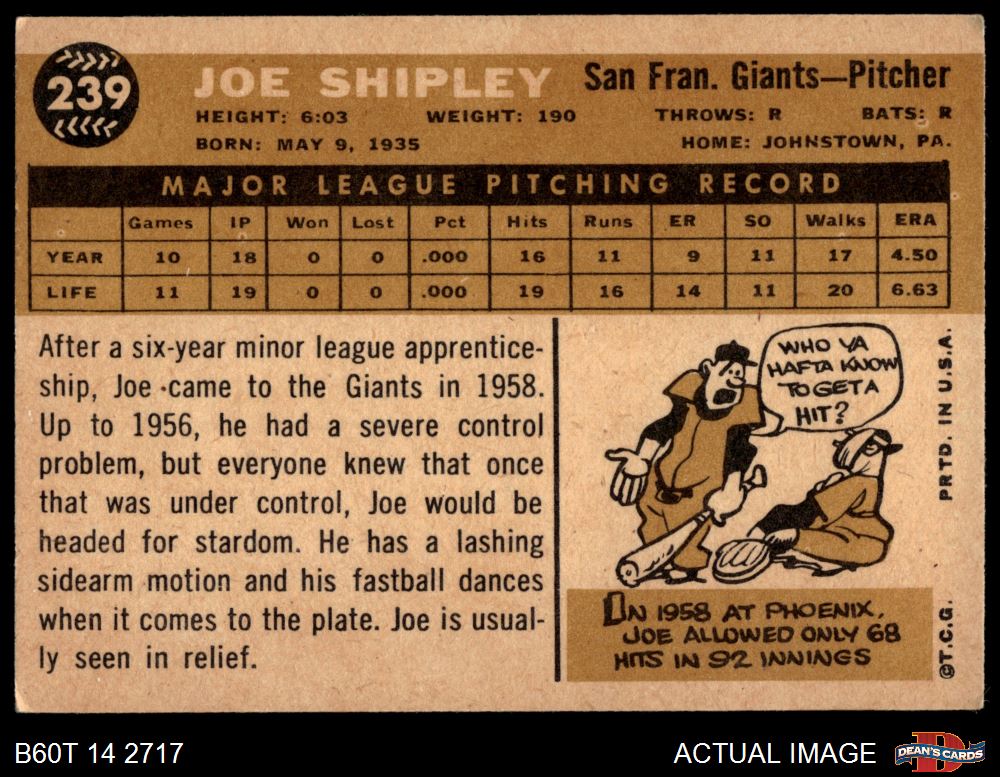 239
JOE SHIPLEY
San Fran. Giants—Pitcher
HEIGHT: 6:03 WEIGHT: 190 THROWS: R BATS: R
BORN: MAY 9, 1935 HOME: JOHNSTOWN, PA.
MAJOR LEAGUE PITCHING RECORD
Games IP Won Lost Pct Hits Runs ER SO Walks ERA
YEAR 10 18 0 0 .000 16 11 9 11 17 4.50
LIFE 11 19 0 0 .000 19 16 14 11 20 6.63
After a six-year minor league apprentice-
ship, Joe came to the Giants in 1958.
Up to 1956, he had a severe control
problem, but everyone knew that once
that was under control, Joe would be
headed for stardom. He has a lashing
sidearm motion and his fastball dances
when it comes to the plate. Joe is usual-
ly seen in relief.
WHO YA
HAFTA KNOW
TO GET A
HIT?
IN 1958 AT PHOENIX,
JOE ALLOWED ONLY 68
HITS IN 92 INNINGS
PRTD. IN U.S.A.
©T.C.G.
B60T 14 2717
ACTUAL IMAGE
DEAN'S CARDS